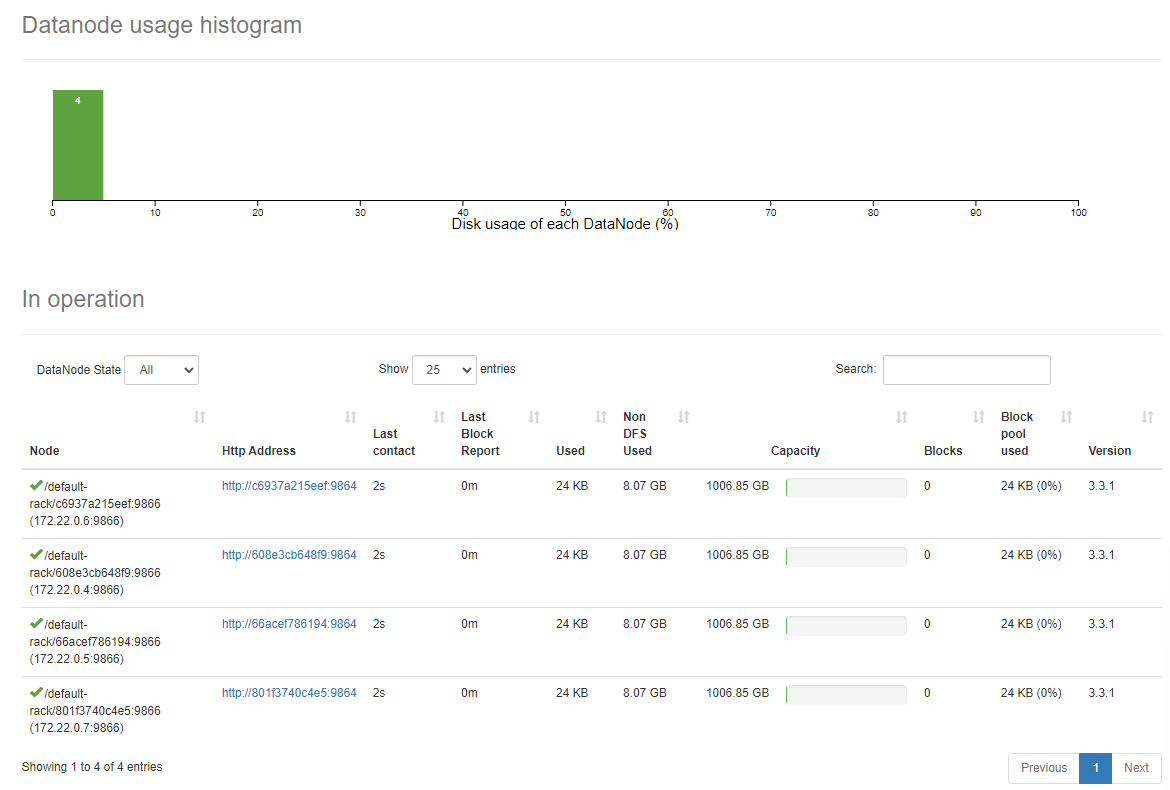 Datanode usage histogram
4
0 10 20 30 40 50 60 70 80 90 100
Disk usage of each DataNode (%)
In operation
DataNode State All Show 25 entries Search:
Node Http Address Last contact Last Block Report Used Non DFS Used Capacity Blocks Block pool used Version
/default-
rack/c6937a215eef:9866
(172.22.0.6:9866)
http://c6937a215eef:9864 2s 0m 24 KB 8.07 GB 1006.85 GB 0 24 KB (0%) 3.3.1
/default-
rack/608e3cb648f9:9866
(172.22.0.4:9866)
http://608e3cb648f9:9864 2s 0m 24 KB 8.07 GB 1006.85 GB 0 24 KB (0%) 3.3.1
/default-
rack/66acef786194:9866
(172.22.0.5:9866)
http://66acef786194:9864 2s 0m 24 KB 8.07 GB 1006.85 GB 0 24 KB (0%) 3.3.1
/default-
rack/801f3740c4e5:9866
(172.22.0.7:9866)
http://801f3740c4e5:9864 2s 0m 24 KB 8.07 GB 1006.85 GB 0 24 KB (0%) 3.3.1
Showing 1 to 4 of 4 entries
Previous 1 Next